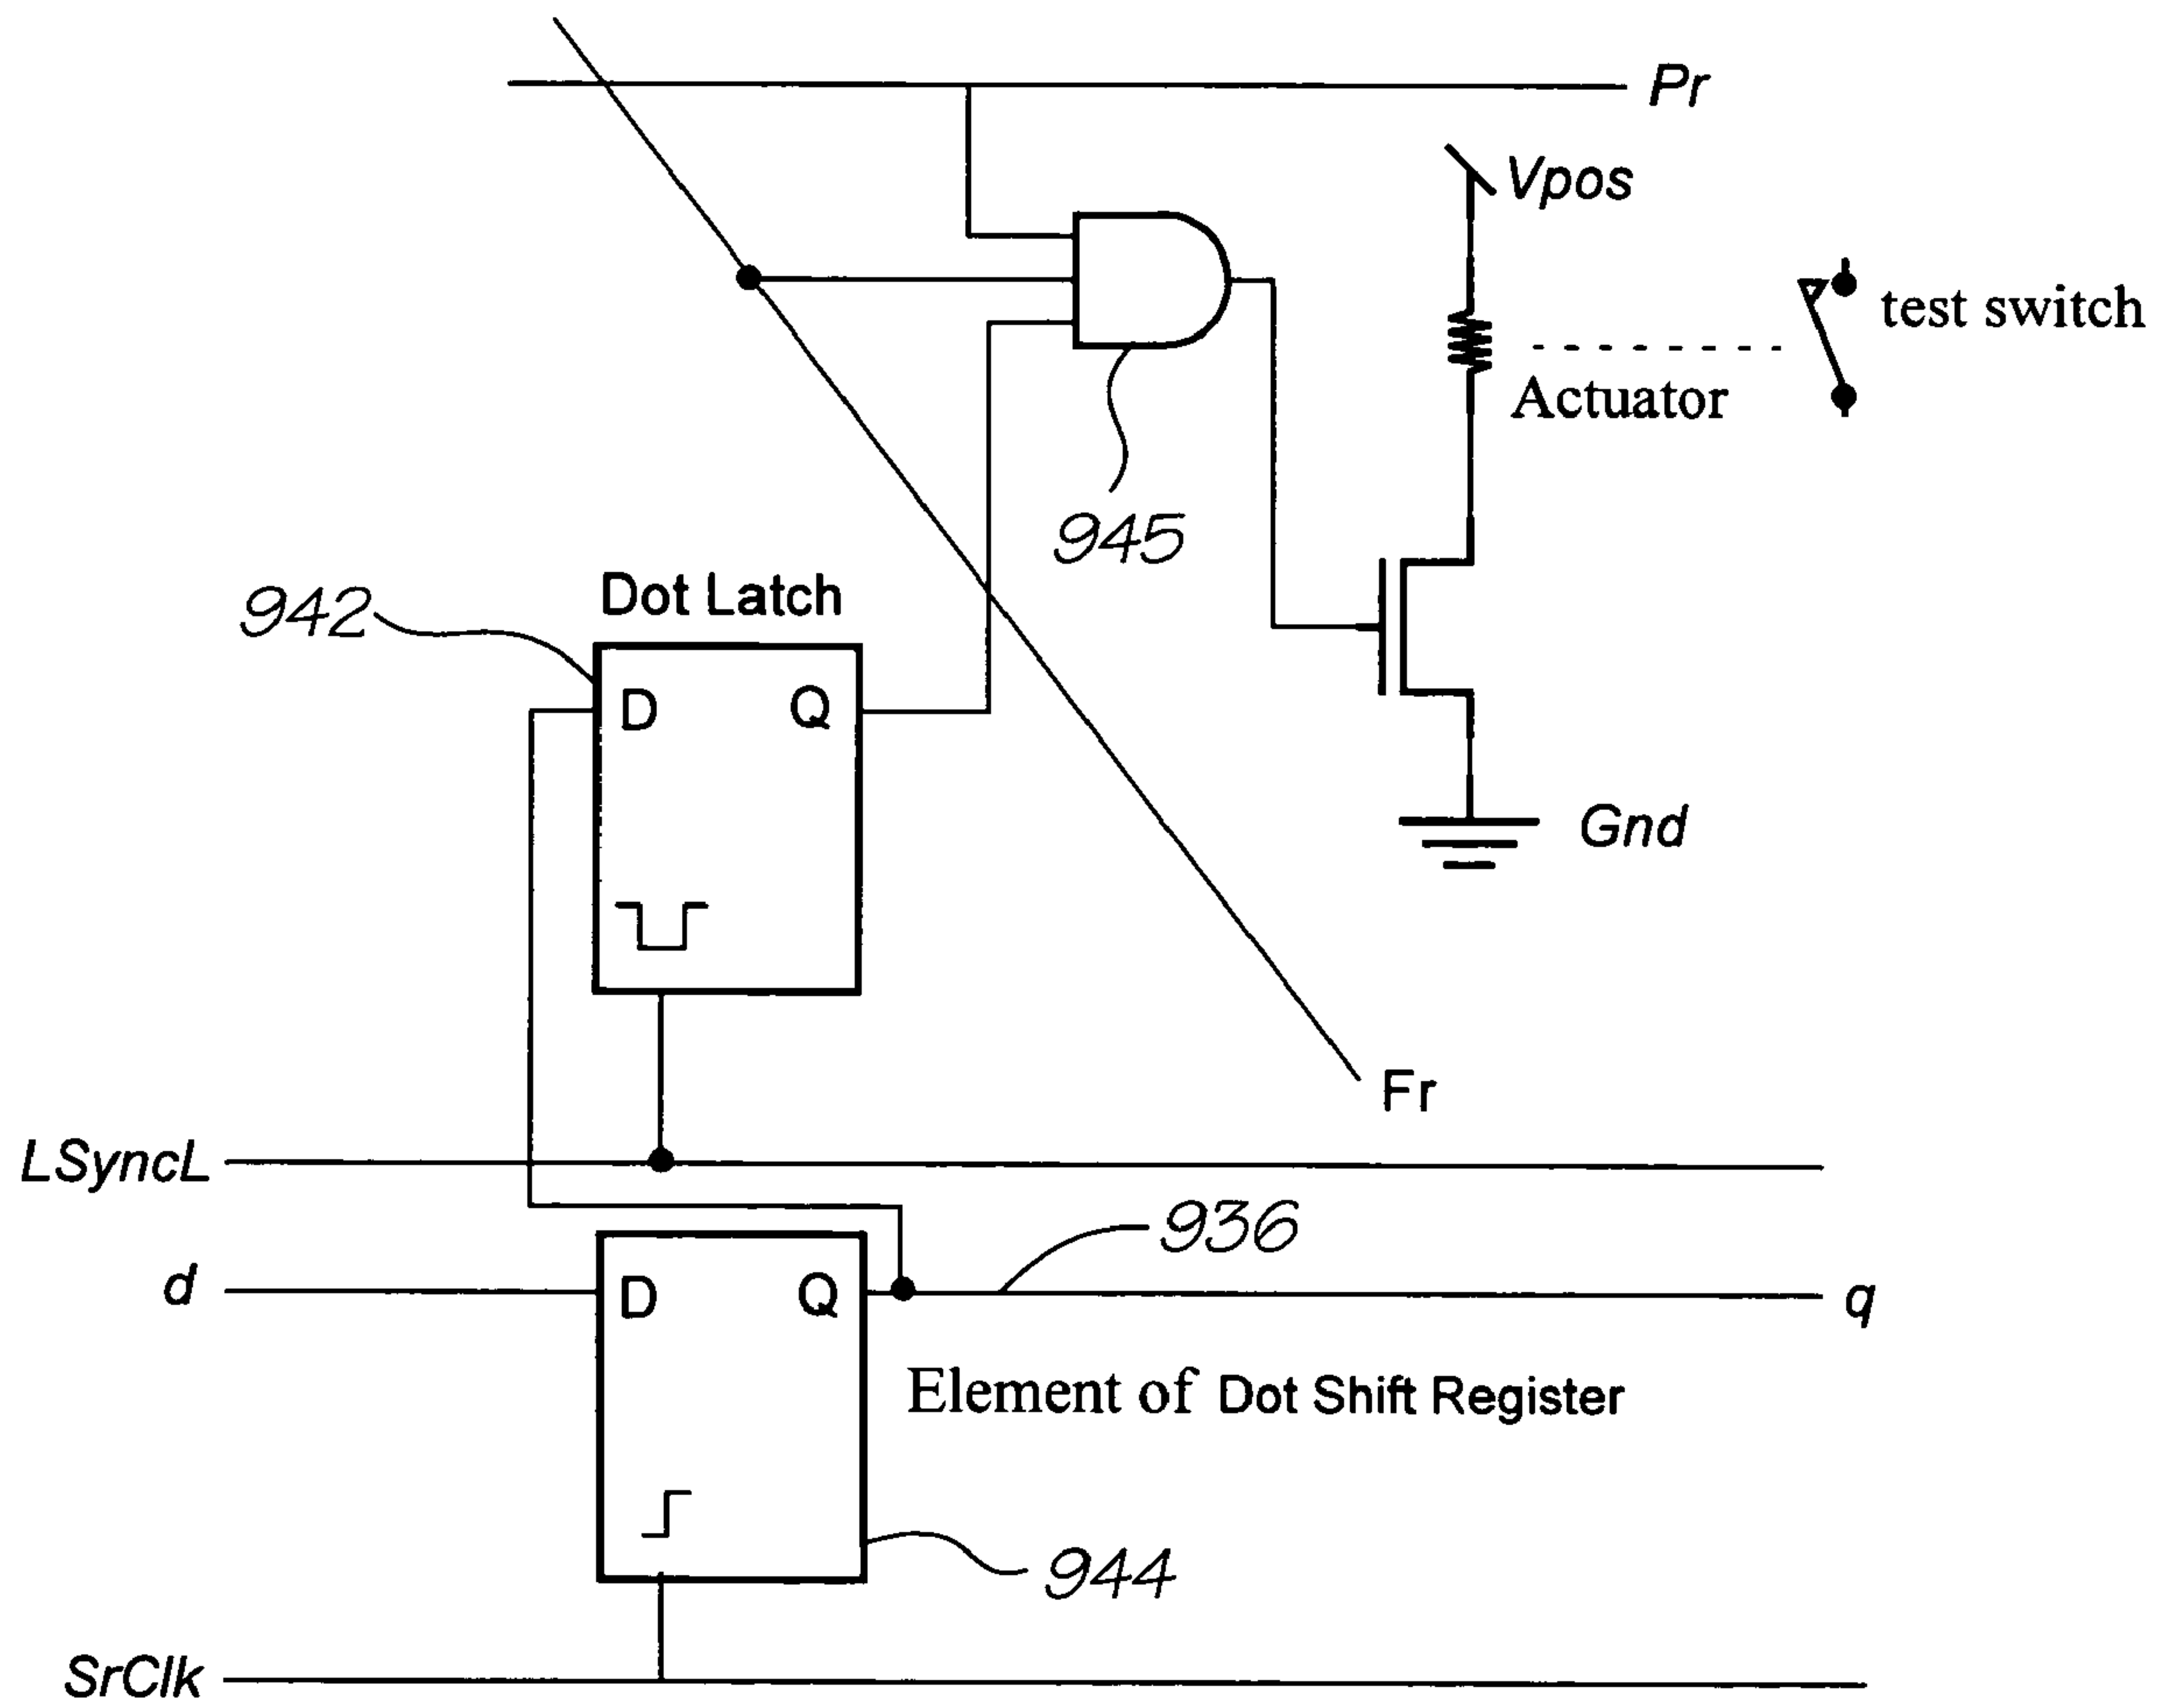 Pr
Vpos
test switch
Actuator
945
942
Dot Latch
D Q
Gnd
Fr
LSyncL
936
d
D Q
q
Element of Dot Shift Register
944
SrClk